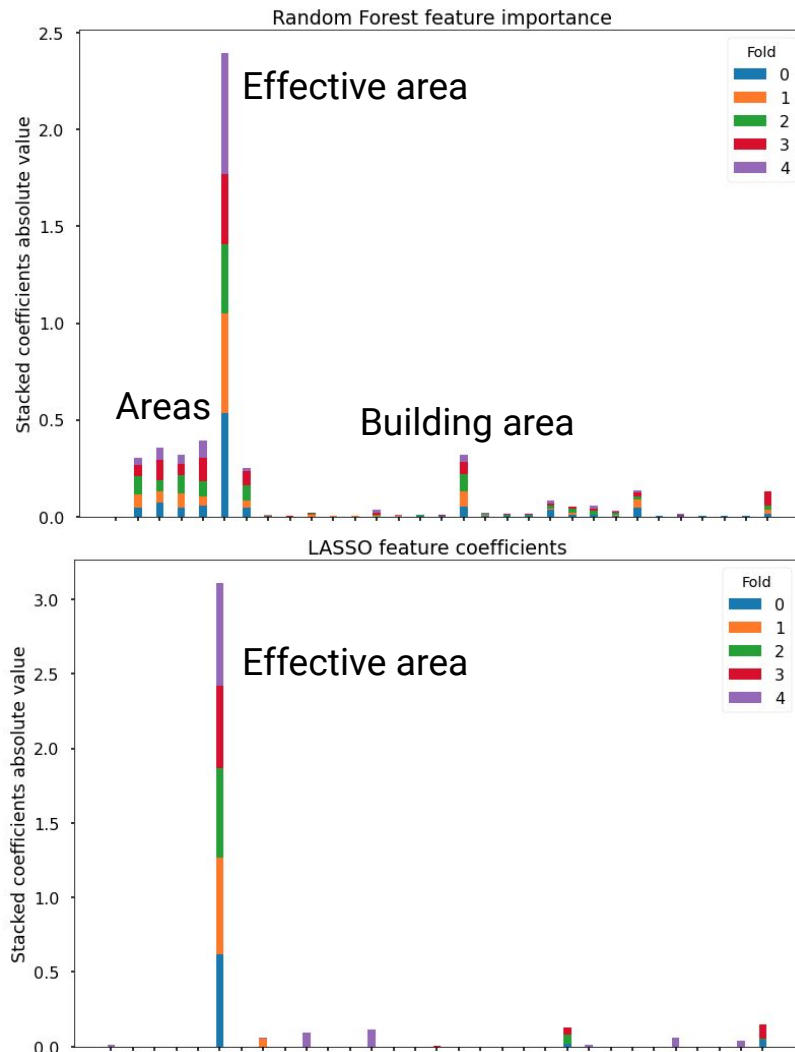 Random Forest feature importance
Stacked coefficients absolute value
2.5
2.0
1.5
1.0
0.5
0.0
Effective area
Areas
Building area
Fold
0
1
2
3
4
LASSO feature coefficients
Stacked coefficients absolute value
3.0
2.5
2.0
1.5
1.0
0.5
0.0
Effective area
Fold
0
1
2
3
4